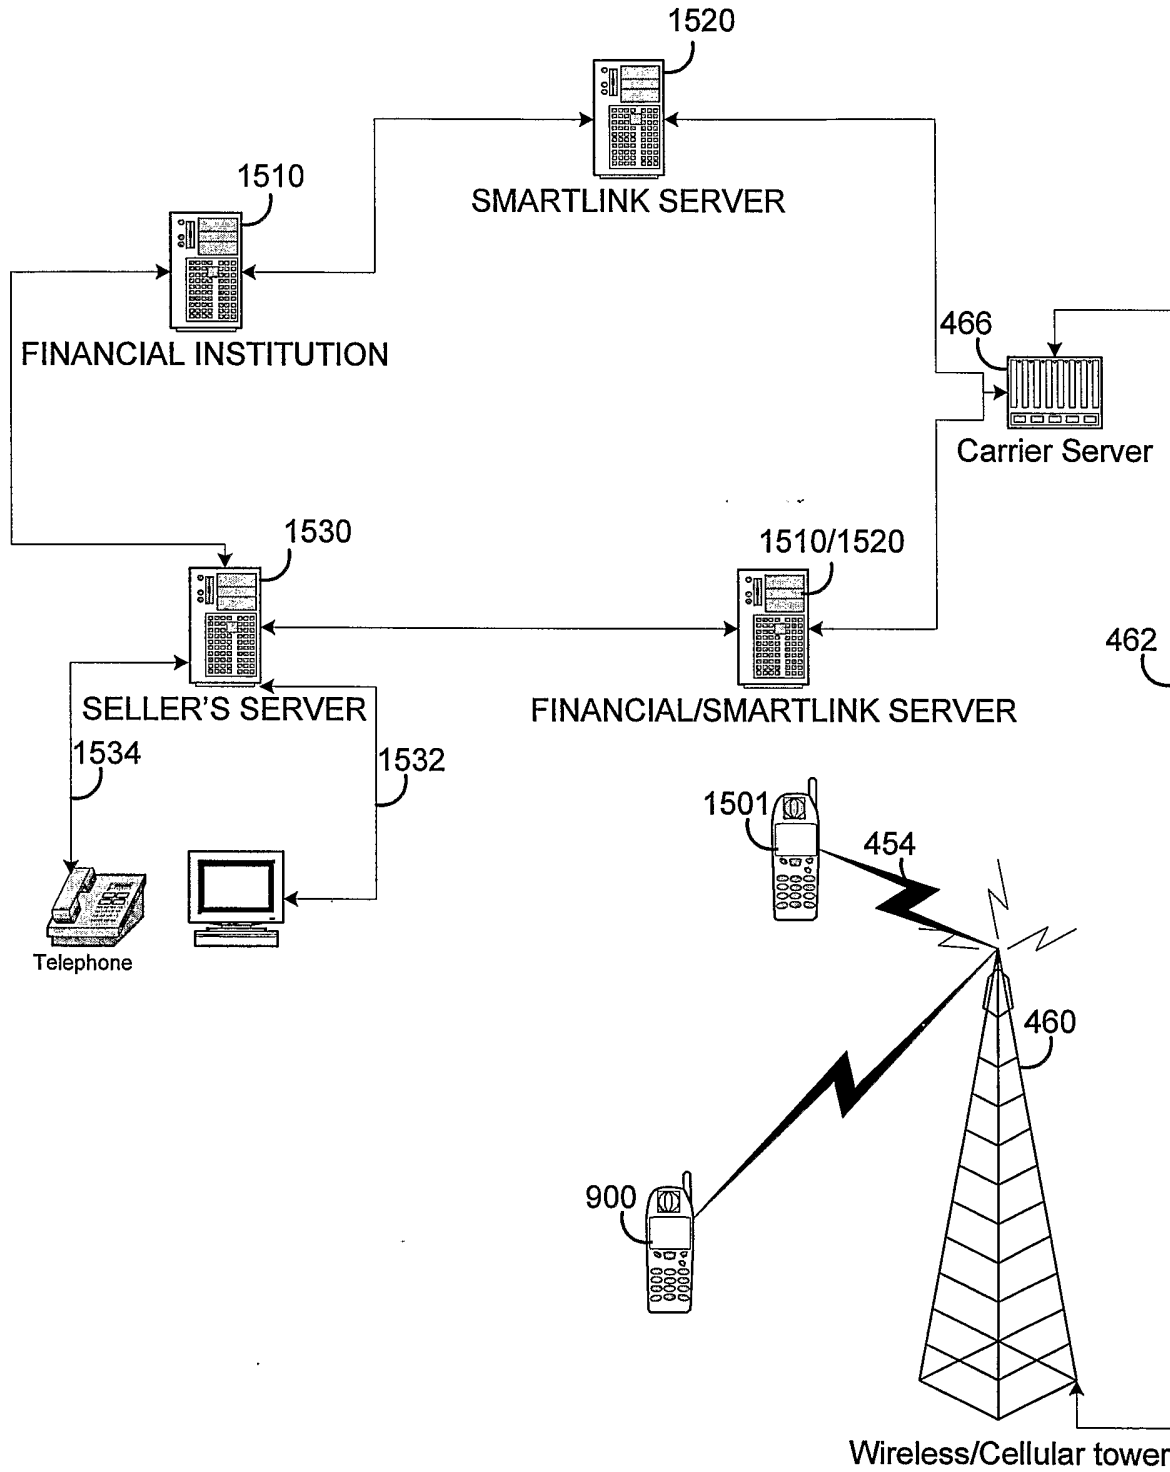 1520
SMARTLINK SERVER
1510
FINANCIAL INSTITUTION
466
Carrier Server
1530
1510/1520
462
SELLER'S SERVER
FINANCIAL/SMARTLINK SERVER
1534
1532
1501
454
Telephone
460
900
Wireless/Cellular tower